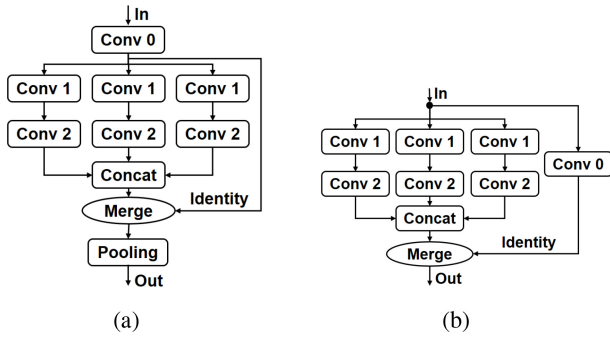 In
Conv 0
Conv 1 Conv 1 Conv 1
Conv 2 Conv 2 Conv 2
Concat
Identity
Merge
Pooling
Out
(a)
In
Conv 1 Conv 1 Conv 1
Conv 0
Conv 2 Conv 2 Conv 2
Concat
Identity
Merge
Out
(b)